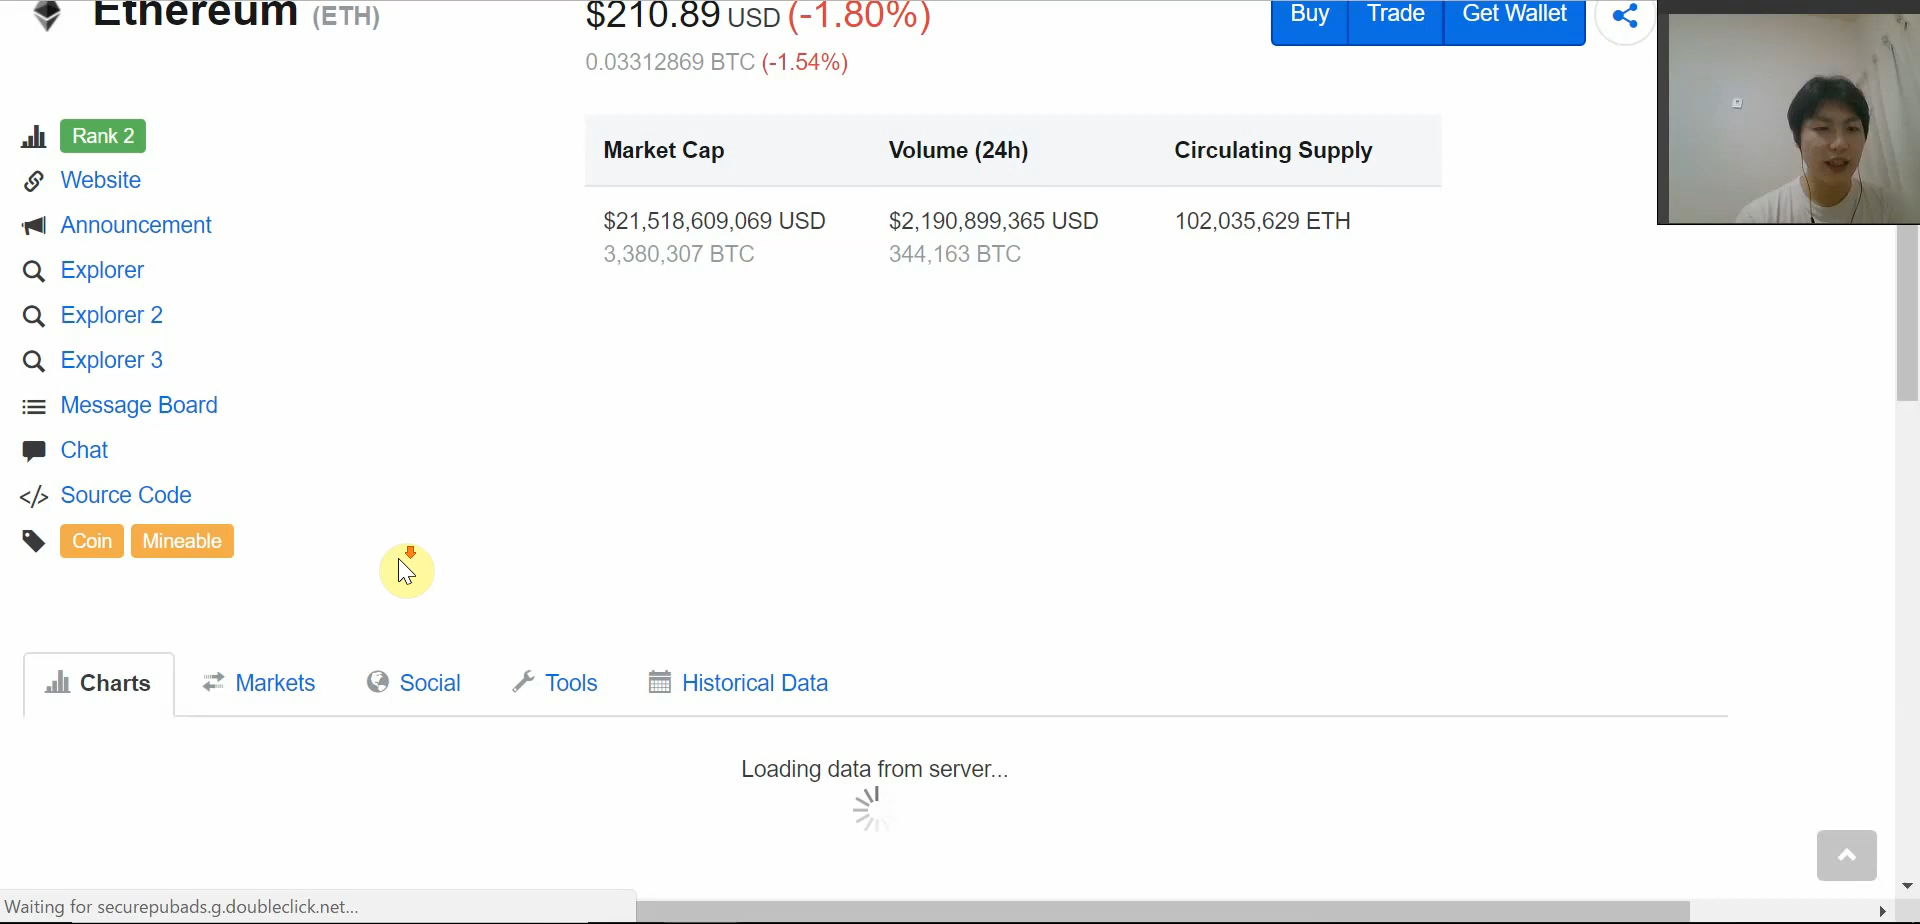 Ethereum (ETH)
$210.89 USD (-1.80%)
0.03312869 BTC (-1.54%)
Buy
Trade
Get Wallet
Rank 2
Website
Announcement
Explorer
Explorer 2
Explorer 3
Message Board
Chat
Source Code
Coin Mineable
Market Cap Volume (24h) Circulating Supply
$21,518,609,069 USD $2,190,899,365 USD 102,035,629 ETH
3,380,307 BTC 344,163 BTC
Charts Markets Social Tools Historical Data
Loading data from server...
Waiting for securepubads.g.doubleclick.net...